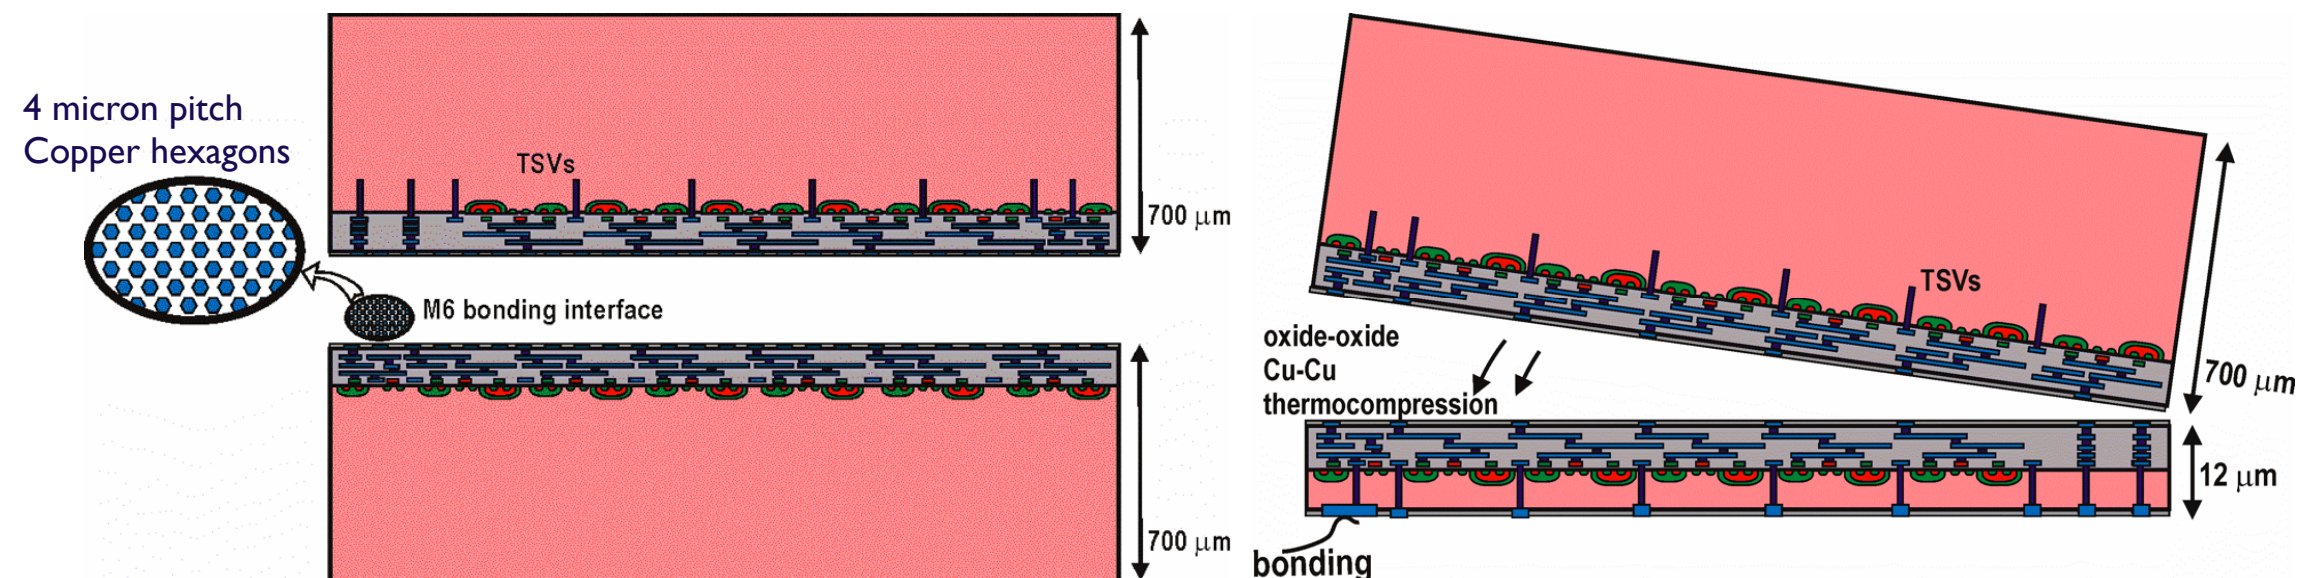 4 micron pitch
Copper hexagons
TSVs
700 μm
M6 bonding interface
700 μm
TSVs
oxide-oxide
Cu-Cu
thermocompression
700 μm
12 μm
bonding